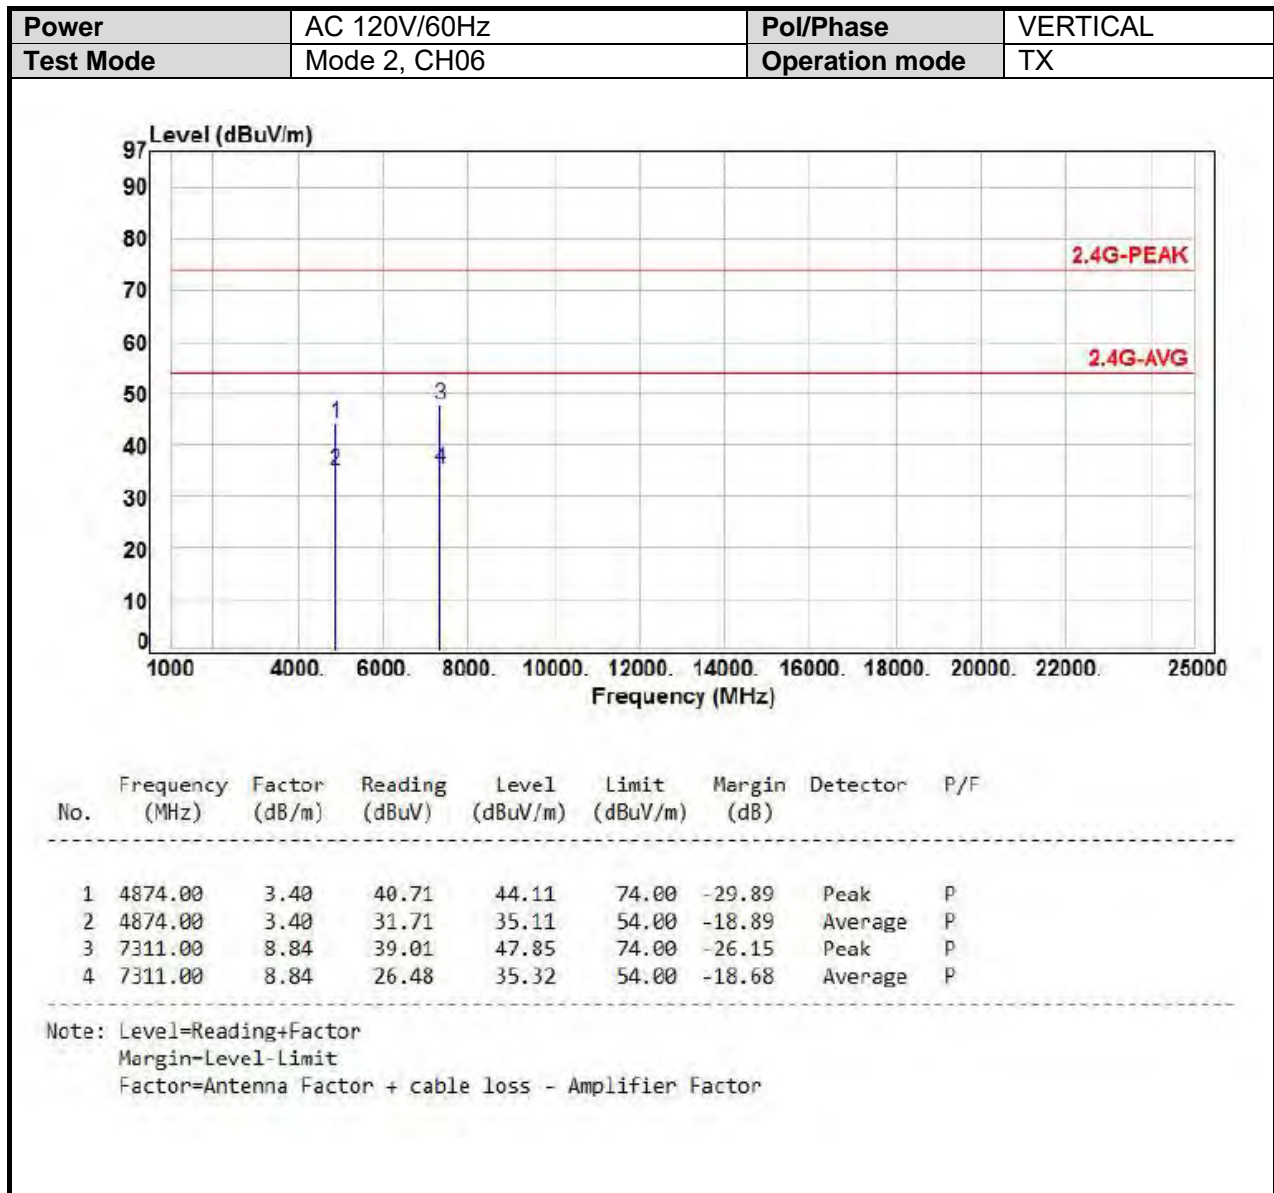 Power AC 120V/60Hz Pol/Phase VERTICAL
Test Mode Mode 2, CH06 Operation mode TX
Level (dBuV/m)
97
90
80
2.4G-PEAK
70
60
2.4G-AVG
50
3
1
40
2 4
30
20
10
0
1000 4000. 6000. 8000. 10000. 12000. 14000. 16000. 18000. 20000. 22000. 25000
Frequency (MHz)
Frequency Factor Reading Level Limit Margin Detector P/F
No. (MHz) (dB/m) (dBuV) (dBuV/m) (dBuV/m) (dB)
1 4874.00 3.40 40.71 44.11 74.00 -29.89 Peak P
2 4874.00 3.40 31.71 35.11 54.00 -18.89 Average P
3 7311.00 8.84 39.01 47.85 74.00 -26.15 Peak P
4 7311.00 8.84 26.48 35.32 54.00 -18.68 Average P
Note: Level=Reading+Factor
Margin=Level-Limit
Factor=Antenna Factor + cable loss - Amplifier Factor